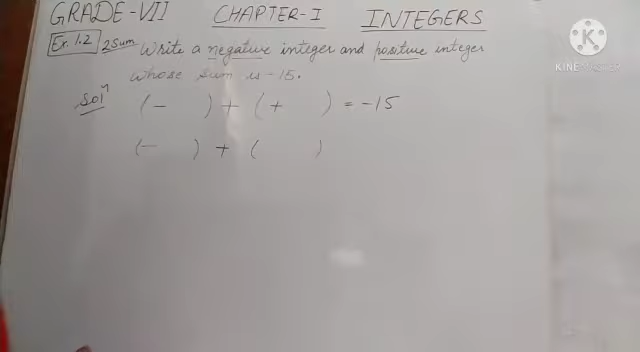 GRADE-VII CHAPTER-I INTEGERS
Ex. 1.2 2 Sum Write a negative integer and positive integer
whose sum is -15.
Solⁿ (-   ) + (+   ) = -15
(-   ) + (   )
K
KINEMASTER